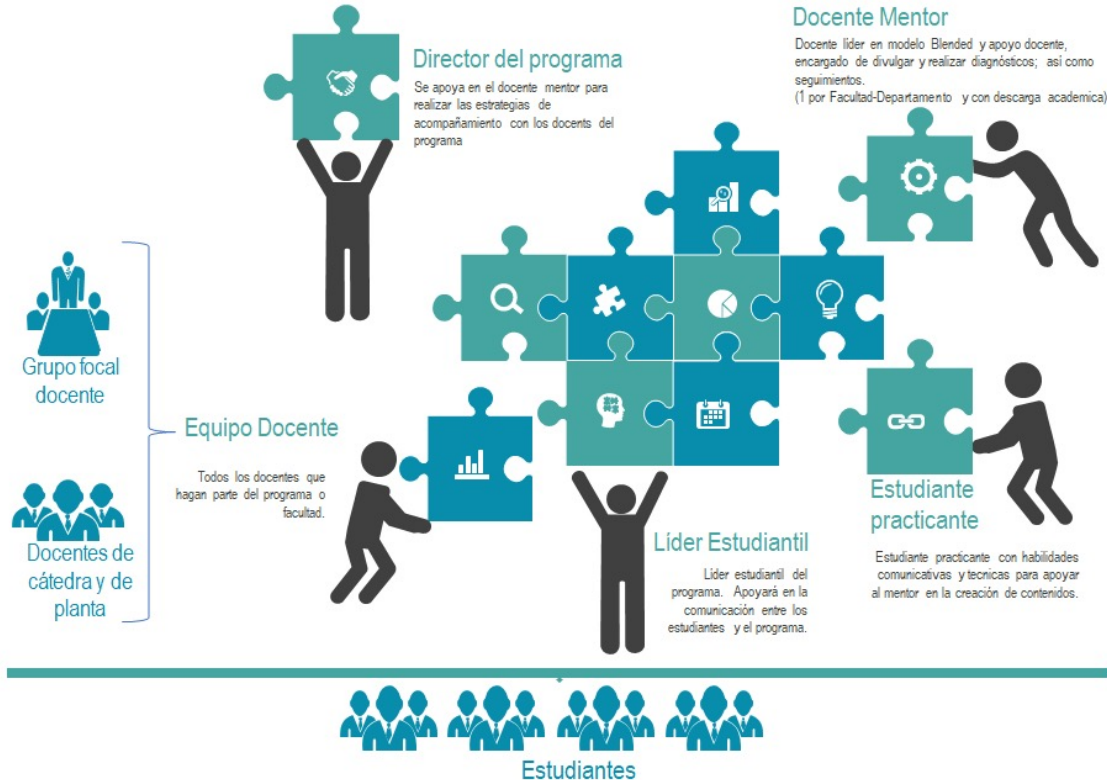 Director del programa
Se apoya en el docente mentor para
realizar las estrategias de
acompañamiento con los docents del
programa
Docente Mentor
Docente líder en modelo Blended y apoyo docente,
encargado de divulgar y realizar diagnósticos; así como
seguimientos.
(1 por Facultad-Departamento y con descarga academica)
Grupo focal
docente
Equipo Docente
Todos los docentes que
hagan parte del programa o
facultad.
Docentes de
cátedra y de
planta
Líder Estudiantil
Líder estudiantil del
programa. Apoyará en la
comunicación entre los
estudiantes y el programa.
Estudiante
practicante
Estudiante practicante con habilidades
comunicativas y tecnicas para apoyar
al mentor en la creación de contenidos.
Estudiantes